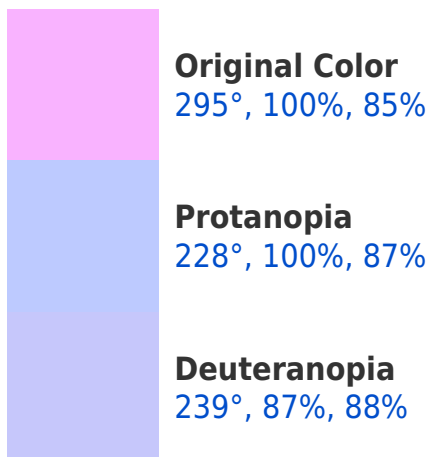 Original Color
295°, 100%, 85%
Protanopia
228°, 100%, 87%
Deuteranopia
239°, 87%, 88%